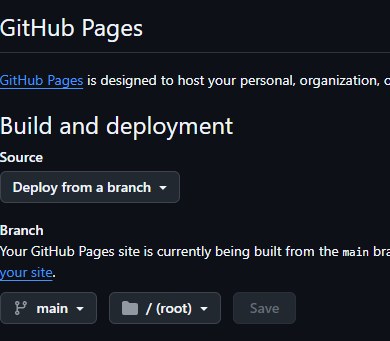 GitHub Pages
GitHub Pages is designed to host your personal, organization,
Build and deployment
Source
Deploy from a branch
Branch
Your GitHub Pages site is currently being built from the main
your site.
main
/ (root)
Save